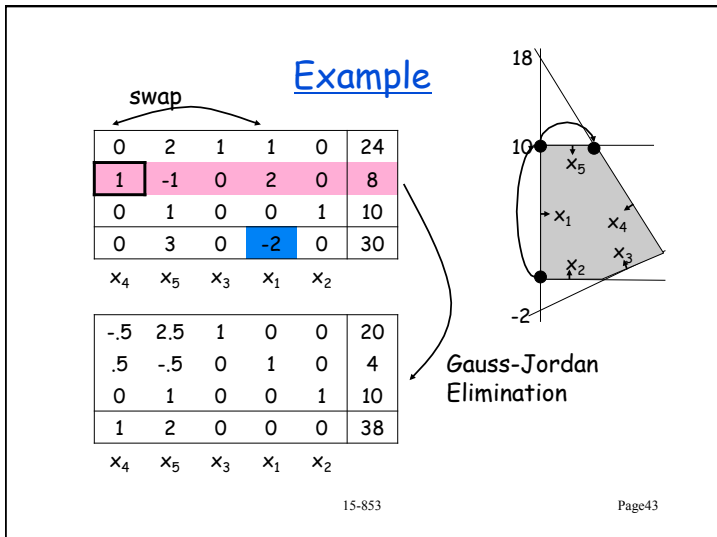 Example
swap
0 2 1 1 0 24
1 -1 0 2 0 8
0 1 0 0 1 10
0 3 0 -2 0 30
x₄ x₅ x₃ x₁ x₂
-.5 2.5 1 0 0 20
.5 -.5 0 1 0 4
0 1 0 0 1 10
1 2 0 0 0 38
x₄ x₅ x₃ x₁ x₂
18
10
x₅
x₁
x₄
x₃
x₂
-2
Gauss-Jordan
Elimination
15-853
Page43